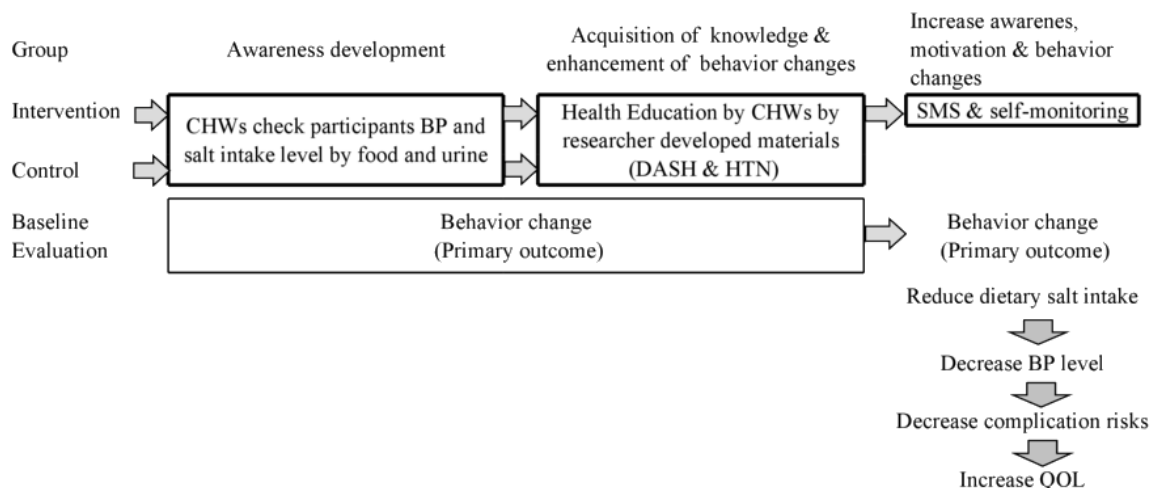 Group
Awareness development
Acquisition of knowledge &
enhancement of behavior changes
Increase awarenes,
motivation & behavior
changes
Intervention
Control
CHWs check participants BP and
salt intake level by food and urine
Health Education by CHWs by
researcher developed materials
(DASH & HTN)
SMS & self-monitoring
Baseline
Evaluation
Behavior change
(Primary outcome)
Behavior change
(Primary outcome)
Reduce dietary salt intake
Decrease BP level
Decrease complication risks
Increase QOL